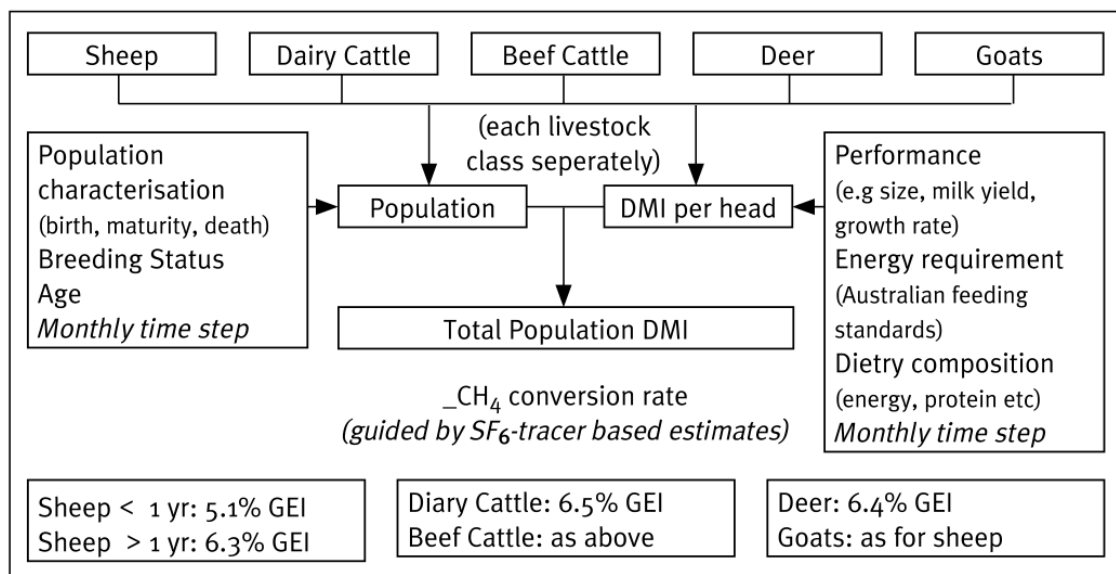 Sheep
Dairy Cattle
Beef Cattle
Deer
Goats
(each livestock
class seperately)
Population
characterisation
(birth, maturity, death)
Breeding Status
Age
Monthly time step
Population
DMI per head
Performance
(e.g size, milk yield,
growth rate)
Energy requirement
(Australian feeding
standards)
Dietry composition
(energy, protein etc)
Monthly time step
Total Population DMI
_CH₄ conversion rate
(guided by SF₆-tracer based estimates)
Sheep < 1 yr: 5.1% GEI
Sheep > 1 yr: 6.3% GEI
Diary Cattle: 6.5% GEI
Beef Cattle: as above
Deer: 6.4% GEI
Goats: as for sheep